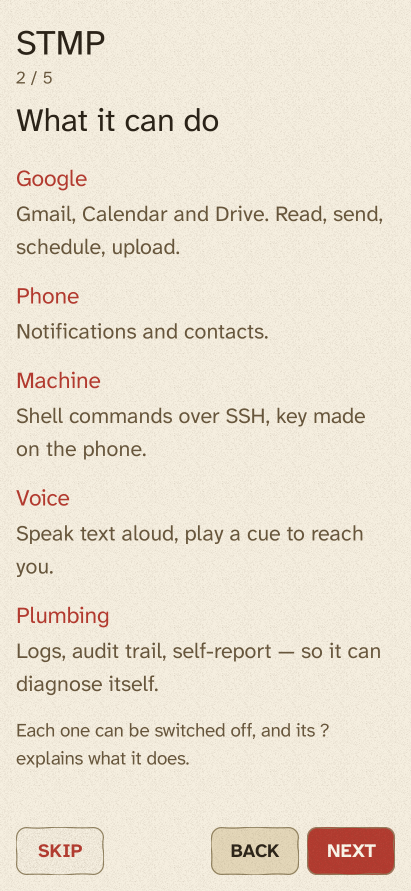 STMP
2 / 5
What it can do
Google
Gmail, Calendar and Drive. Read, send,
schedule, upload.
Phone
Notifications and contacts.
Machine
Shell commands over SSH, key made
on the phone.
Voice
Speak text aloud, play a cue to reach
you.
Plumbing
Logs, audit trail, self-report — so it can
diagnose itself.
Each one can be switched off, and its ?
explains what it does.
SKIP
BACK
NEXT